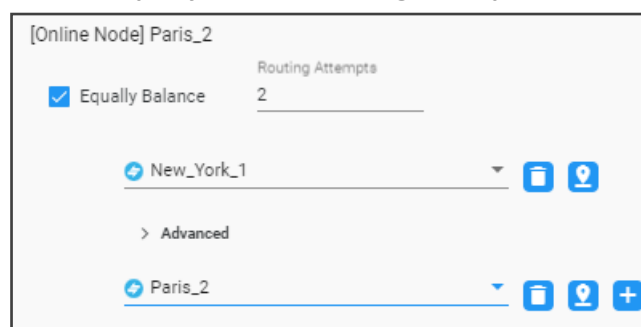 [Online Node] Paris_2
Routing Attempts
Equally Balance 2
New_York_1
Advanced
Paris_2